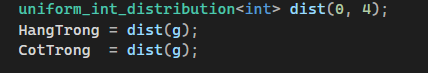 uniform_int_distribution<int> dist(0, 4);
HangTrong = dist(g);
CotTrong  = dist(g);